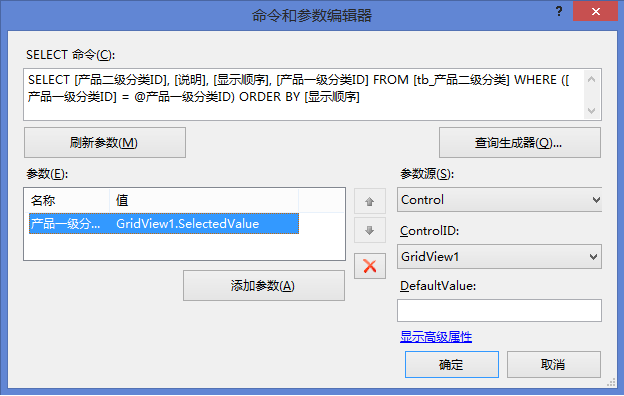 命令和参数编辑器
SELECT 命令(C):
SELECT [产品二级分类ID], [说明], [显示顺序], [产品一级分类ID] FROM [tb_产品二级分类] WHERE ([
产品一级分类ID] = @产品一级分类ID) ORDER BY [显示顺序]
刷新参数(M)
查询生成器(Q)...
参数(E):
参数源(S):
名称 值
Control
产品一级分... GridView1.SelectedValue
ControlID:
GridView1
添加参数(A)
DefaultValue:
显示高级属性
确定
取消